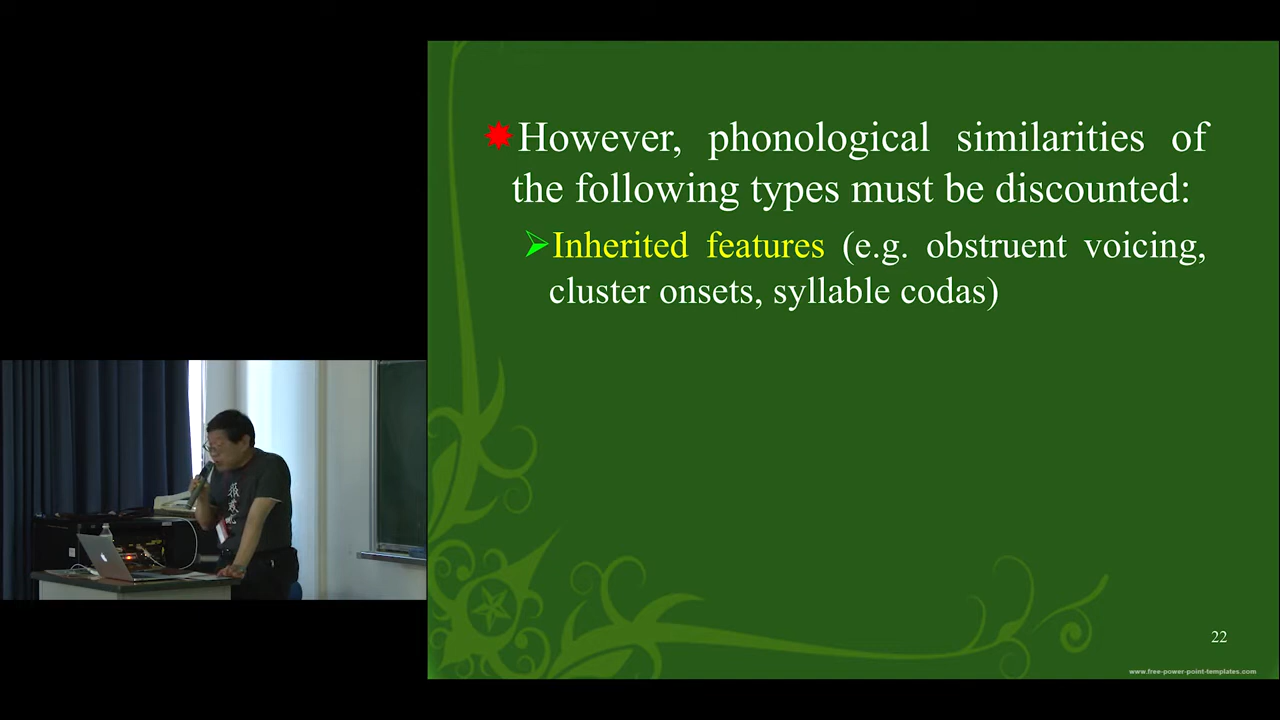 However, phonological similarities of
the following types must be discounted:
Inherited features (e.g. obstruent voicing,
cluster onsets, syllable codas)
22
www.free-power-point-templates.com